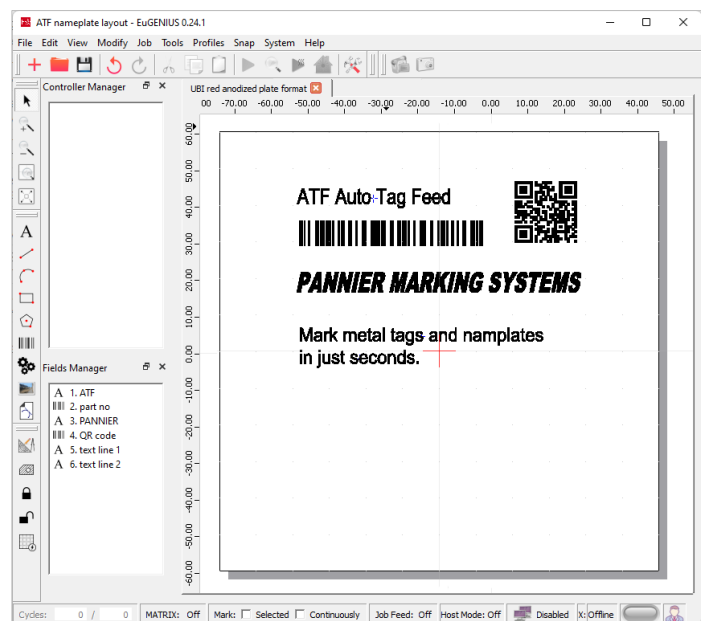 ATF nameplate layout - EuGENIUS 0.24.1
File Edit View Modify Job Tools Profiles Snap System Help
Controller Manager
UBI red anodized plate format
00 -70.00 -60.00 -50.00 -40.00 -30.00 -20.00 -10.00 0.00 10.00 20.00 30.00 40.00 50.00
60.00
50.00
40.00
30.00
20.00
10.00
0.00
-10.00
-20.00
-30.00
-40.00
-50.00
-60.00
ATF Auto-Tag Feed
PANNIER MARKING SYSTEMS
Mark metal tags and namplates
in just seconds.
Fields Manager
A 1. ATF
2. part no
A 3. PANNIER
4. QR code
A 5. text line 1
A 6. text line 2
Cycles: 0 / 0 MATRIX: Off Mark: Selected Continuously Job Feed: Off Host Mode: Off Disabled X: Offline